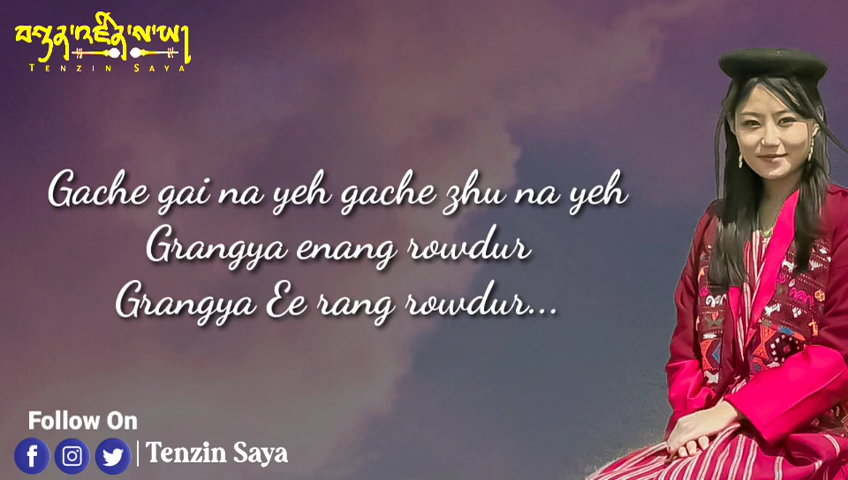 བསྟན་འཛིན་ས་ཡ།
TENZIN SAYA
Gache gai na yeh gache zhu na yeh
Grangya enang rowdur
Grangya Ee rang rowdur...
Follow On
Tenzin Saya